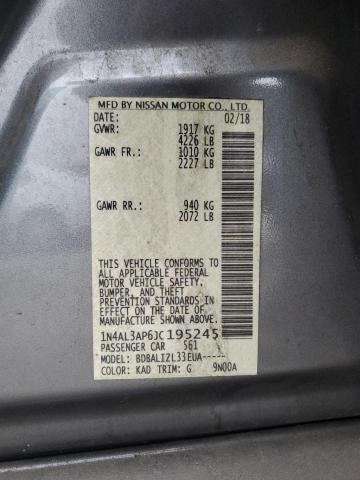 MFD BY NISSAN MOTOR CO., LTD.
DATE: 02/18
GVWR: 1917 KG
4226 LB
GAWR FR.: 1010 KG
2227 LB
GAWR RR.: 940 KG
2072 LB
THIS VEHICLE CONFORMS TO
ALL APPLICABLE FEDERAL
MOTOR VEHICLE SAFETY,
BUMPER, AND THEFT
PREVENTION STANDARDS IN
EFFECT ON THE DATE OF
MANUFACTURE SHOWN ABOVE.
1N4AL3AP6JC195245
PASSENGER CAR 561
MODEL: BDBALIZL33EUA-----
COLOR: KAD TRIM: G 9N00A